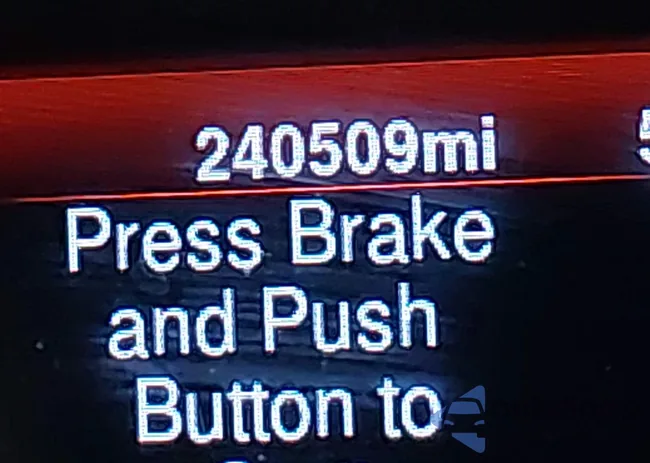 240509mi
Press Brake
and Push
Button to